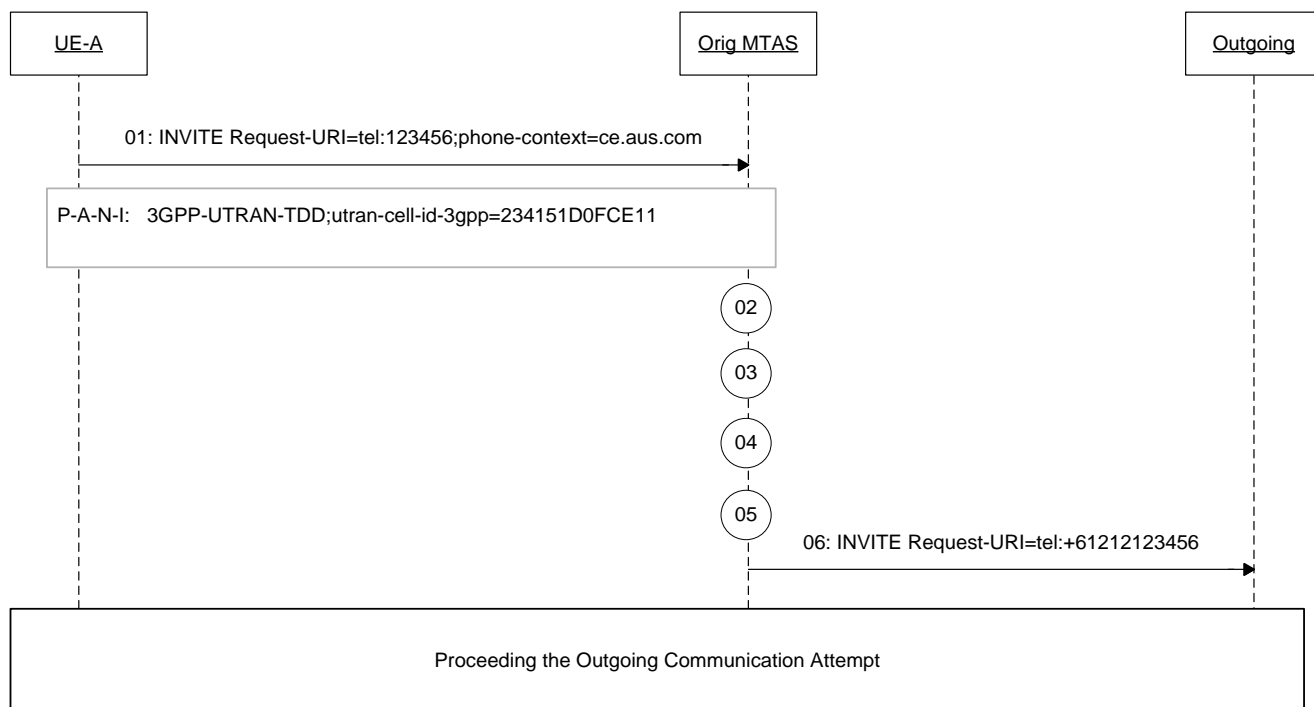 UE-A
Orig MTAS
Outgoing
01: INVITE Request-URI=tel:123456;phone-context=ce.aus.com
P-A-N-I: 3GPP-UTRAN-TDD;utran-cell-id-3gpp=234151D0FCE11
02
03
04
05
06: INVITE Request-URI=tel:+61212123456
Proceeding the Outgoing Communication Attempt